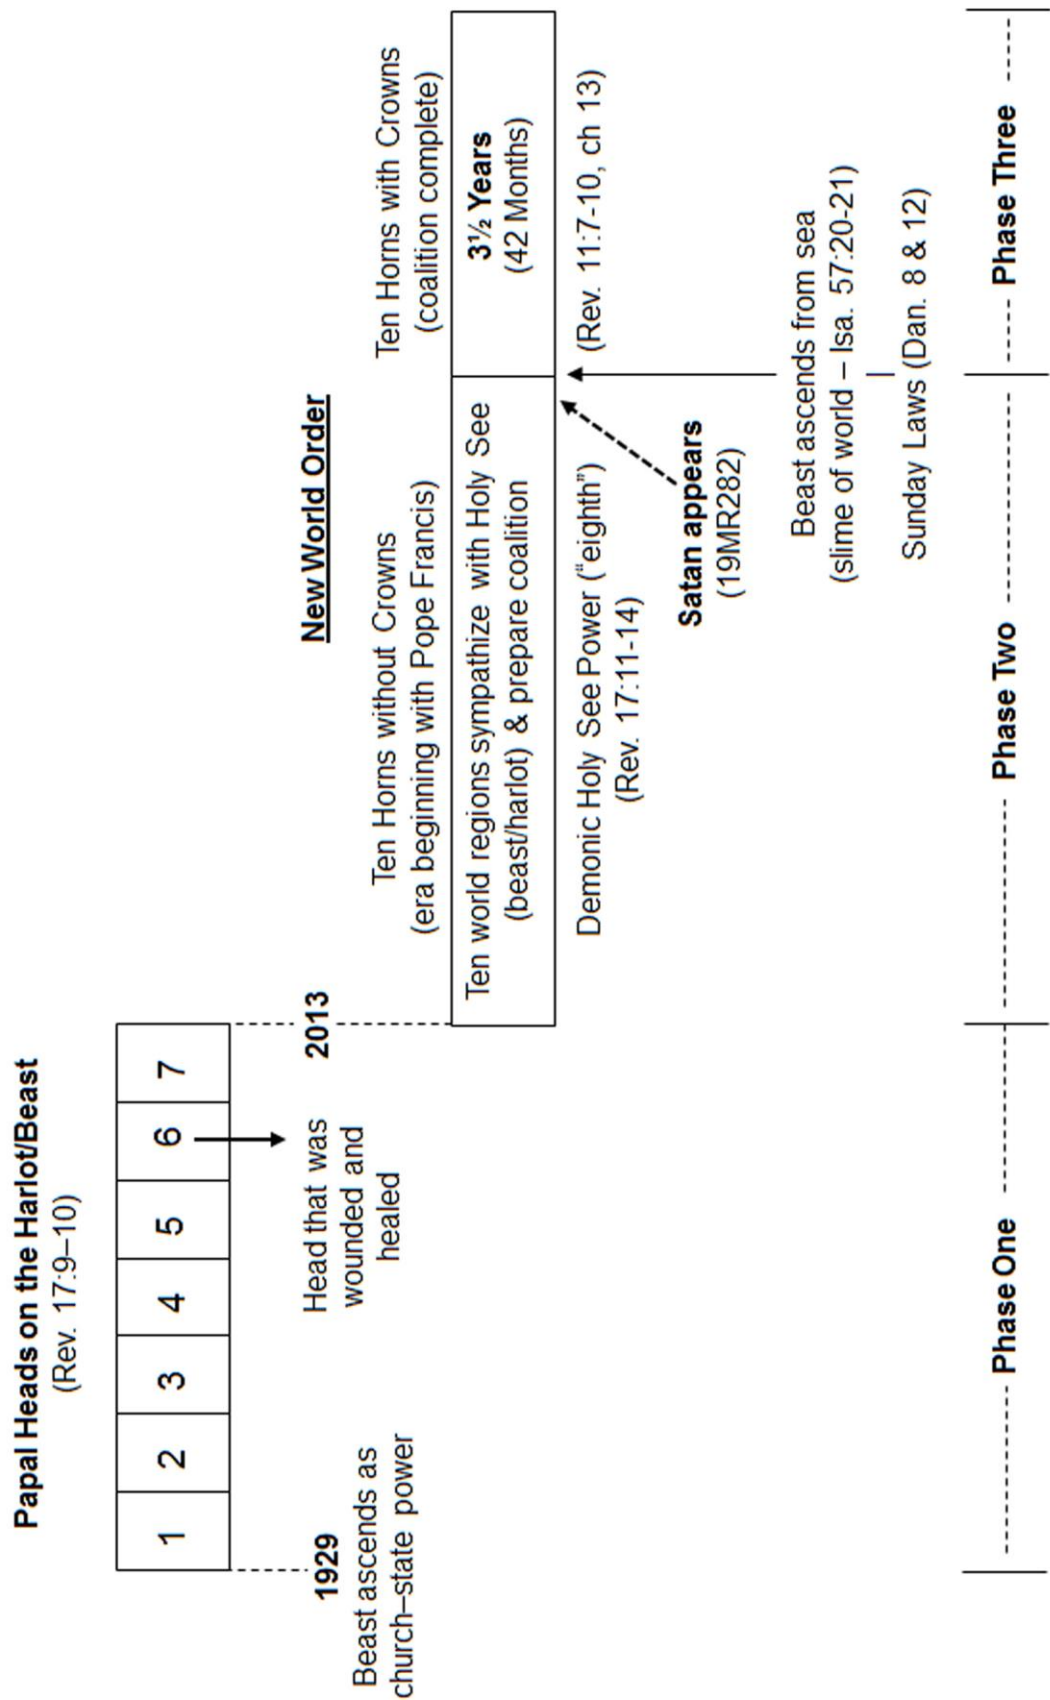 Papal Heads on the Harlot/Beast
(Rev. 17:9–10)
1 2 3 4 5 6 7
1929
Beast ascends as
church–state power
Head that was
wounded and
healed
2013
New World Order
Ten Horns without Crowns
(era beginning with Pope Francis)
Ten Horns with Crowns
(coalition complete)
Ten world regions sympathize with Holy See
(beast/harlot) & prepare coalition
3½ Years
(42 Months)
Demonic Holy See Power (“eighth”)
(Rev. 17:11-14)
(Rev. 11:7-10, ch 13)
Satan appears
(19MR282)
Beast ascends from sea
(slime of world – Isa. 57:20-21)
Sunday Laws (Dan. 8 & 12)
Phase One
Phase Two
Phase Three